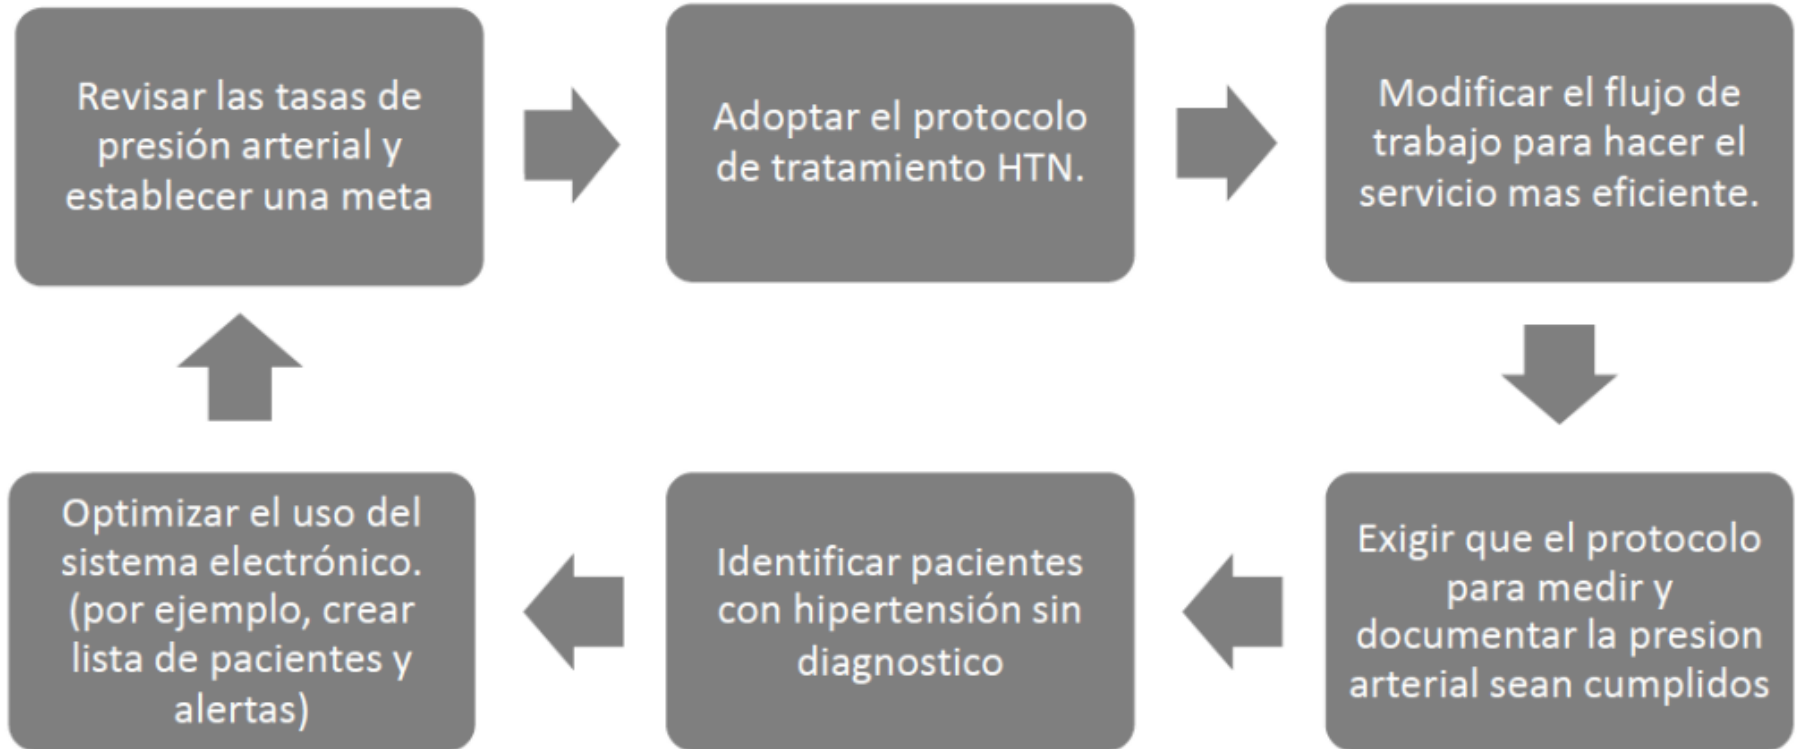 Revisar las tasas de
presión arterial y
establecer una meta
Adoptar el protocolo
de tratamiento HTN.
Modificar el flujo de
trabajo para hacer el
servicio mas eficiente.
Exigir que el protocolo
para medir y
documentar la presion
arterial sean cumplidos
Identificar pacientes
con hipertensión sin
diagnostico
Optimizar el uso del
sistema electrónico.
(por ejemplo, crear
lista de pacientes y
alertas)